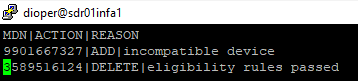 dioper@sdr01infa1
MDN|ACTION|REASON
9901667327|ADD|incompatible device
3589516124|DELETE|eligibility rules passed